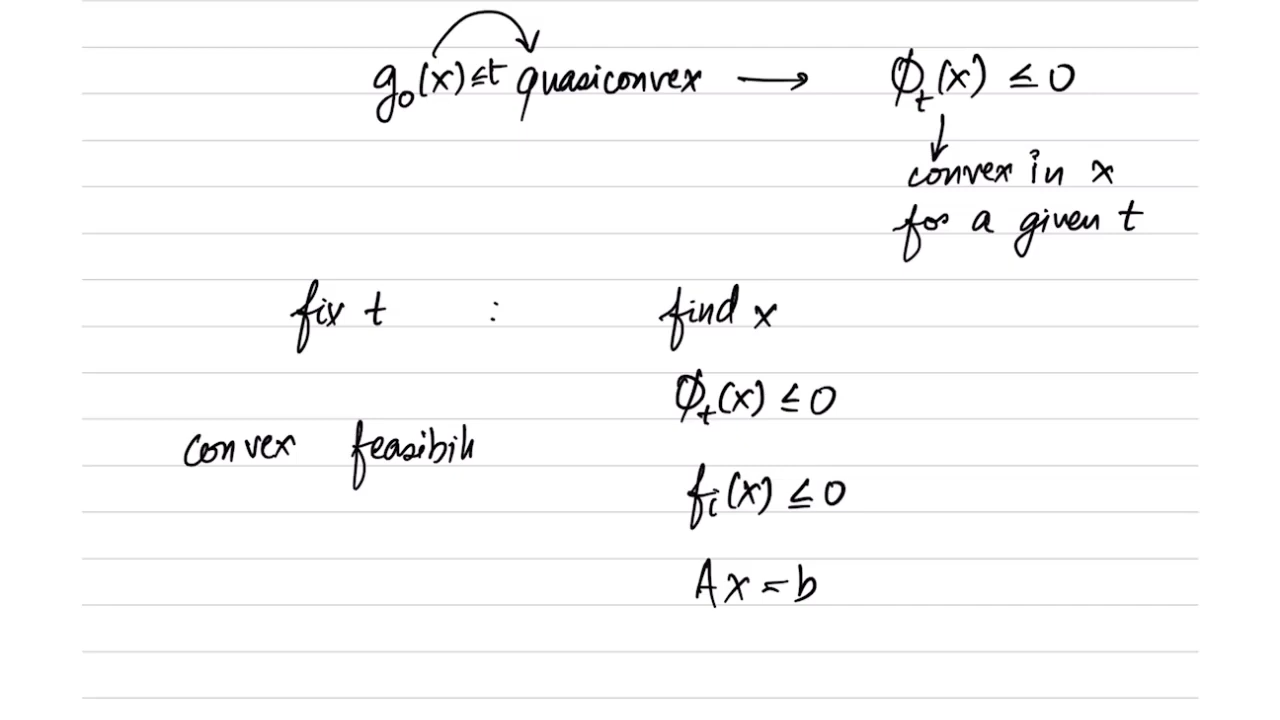 g₀(x) ≤ t quasiconvex → ϕₜ(x) ≤ 0
convex in x
for a given t
fix t : find x
ϕₜ(x) ≤ 0
convex feasibili
fᵢ(x) ≤ 0
Ax = b